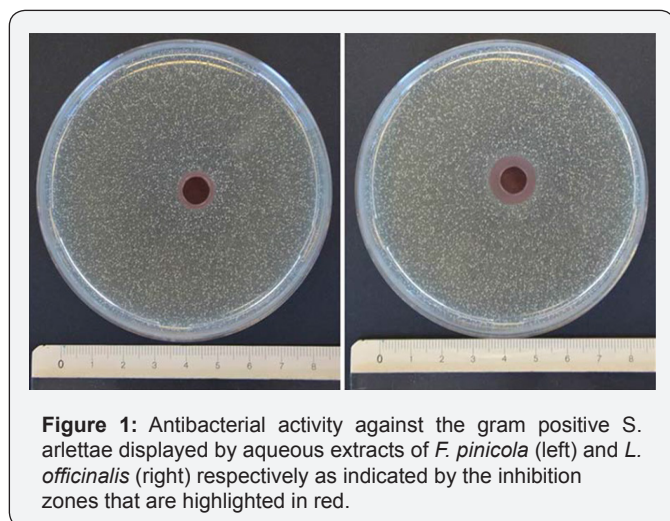 0 1 2 3 4 5 6 7 8
0 1 2 3 4 5 6 7 8
Figure 1: Antibacterial activity against the gram positive S.
arlettae displayed by aqueous extracts of F. pinicola (left) and L.
officinalis (right) respectively as indicated by the inhibition
zones that are highlighted in red.